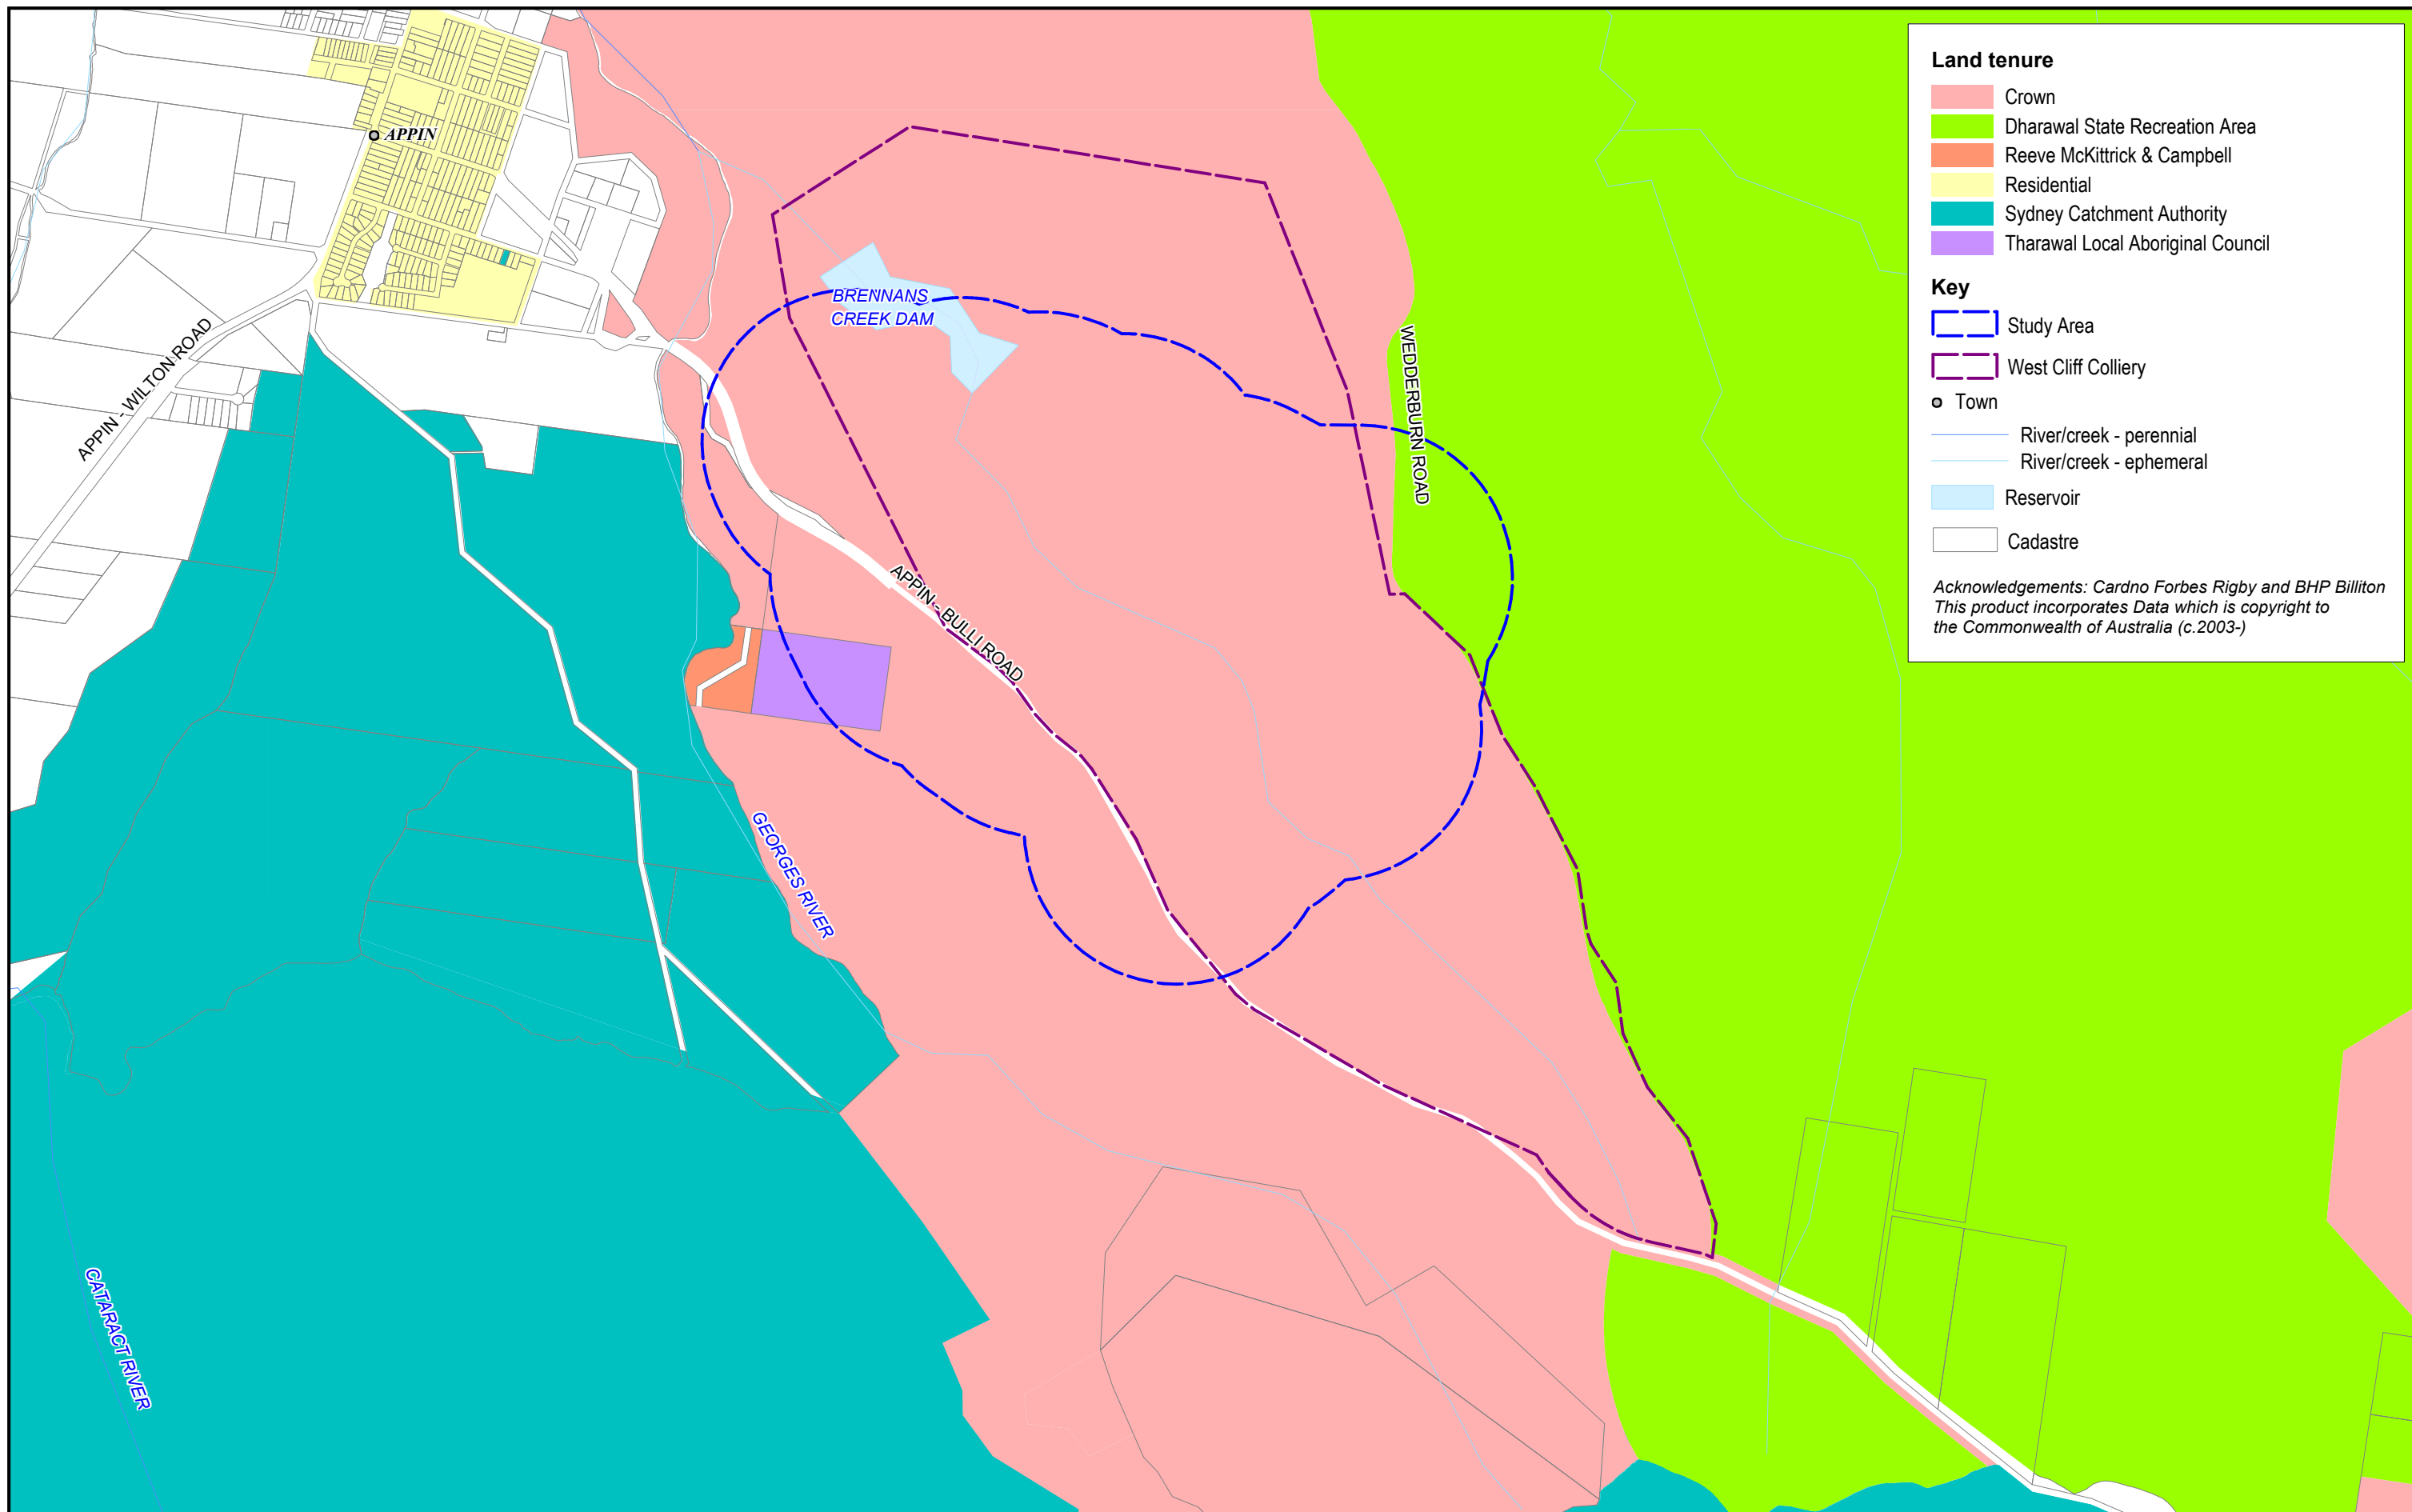 APPIN
APPIN - WILTON ROAD
BRENNANS
CREEK DAM
WEDDERBURN ROAD
APPIN - BULLI ROAD
GEORGES RIVER
CATARACT RIVER
Land tenure
Crown
Dharawal State Recreation Area
Reeve McKittrick & Campbell
Residential
Sydney Catchment Authority
Tharawal Local Aboriginal Council
Key
Study Area
West Cliff Colliery
Town
River/creek - perennial
River/creek - ephemeral
Reservoir
Cadastre
Acknowledgements: Cardno Forbes Rigby and BHP Billiton
This product incorporates Data which is copyright to
the Commonwealth of Australia (c.2003-)